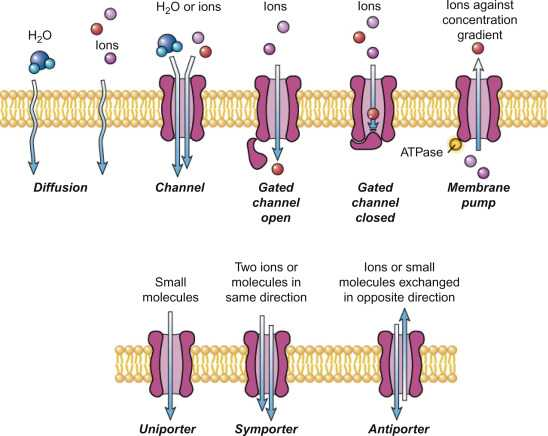 H2O
Ions
Diffusion
H2O or ions
Channel
Ions
Gated
channel
open
Ions
Gated
channel
closed
Ions against
concentration
gradient
ATPase
Membrane
pump
Small
molecules
Uniporter
Two ions or
molecules in
same direction
Symporter
Ions or small
molecules exchanged
in opposite direction
Antiporter